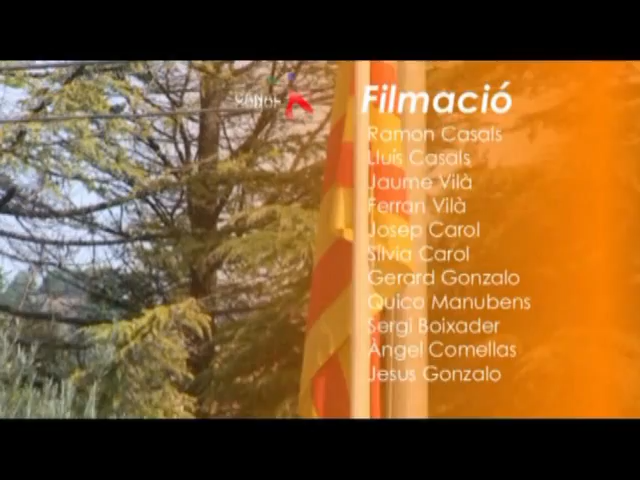 CANAL
Filmació
Ramon Casals
Lluís Casals
Jaume Vilà
Ferran Vilà
Josep Carol
Sílvia Carol
Gerard Gonzalo
Quico Manubens
Sergi Boixader
Àngel Comellas
Jesus Gonzalo